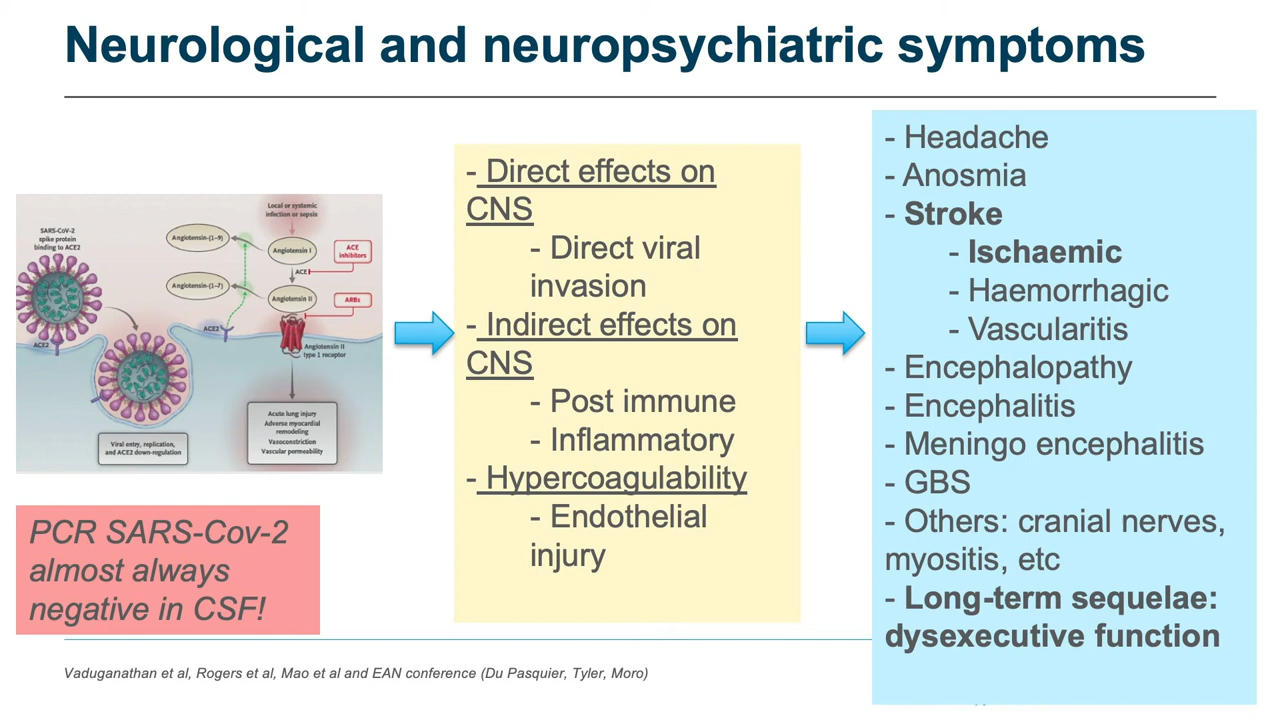 Neurological and neuropsychiatric symptoms
SARS-CoV-2
spike protein
binding to ACE2
ACE2
Viral entry, replication,
and ACE2 down-regulation
Local or systemic
infection or sepsis
Angiotensin-(1–9)
Angiotensin I
ACE
inhibitors
ACE
Angiotensin-(1–7)
Angiotensin II
ARBs
ACE2
Angiotensin II
type 1 receptor
Acute lung injury
Adverse myocardial
remodeling
Vasoconstriction
Vascular permeability
PCR SARS-Cov-2
almost always
negative in CSF!
- Direct effects on
CNS
- Direct viral
invasion
- Indirect effects on
CNS
- Post immune
- Inflammatory
- Hypercoagulability
- Endothelial
injury
- Headache
- Anosmia
- Stroke
- Ischaemic
- Haemorrhagic
- Vascularitis
- Encephalopathy
- Encephalitis
- Meningo encephalitis
- GBS
- Others: cranial nerves,
myositis, etc
- Long-term sequelae:
dysexecutive function
Vaduganathan et al, Rogers et al, Mao et al and EAN conference (Du Pasquier, Tyler, Moro)